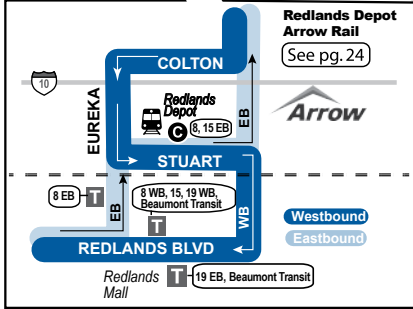 Redlands Depot
Arrow Rail
See pg. 24
COLTON
10
EUREKA
Redlands
Depot
C
8, 15 EB
EB
Arrow
STUART
8 EB
T
EB
8 WB, 15, 19 WB,
Beaumont Transit
T
WB
Westbound
Eastbound
REDLANDS BLVD
Redlands
Mall
T
19 EB, Beaumont Transit